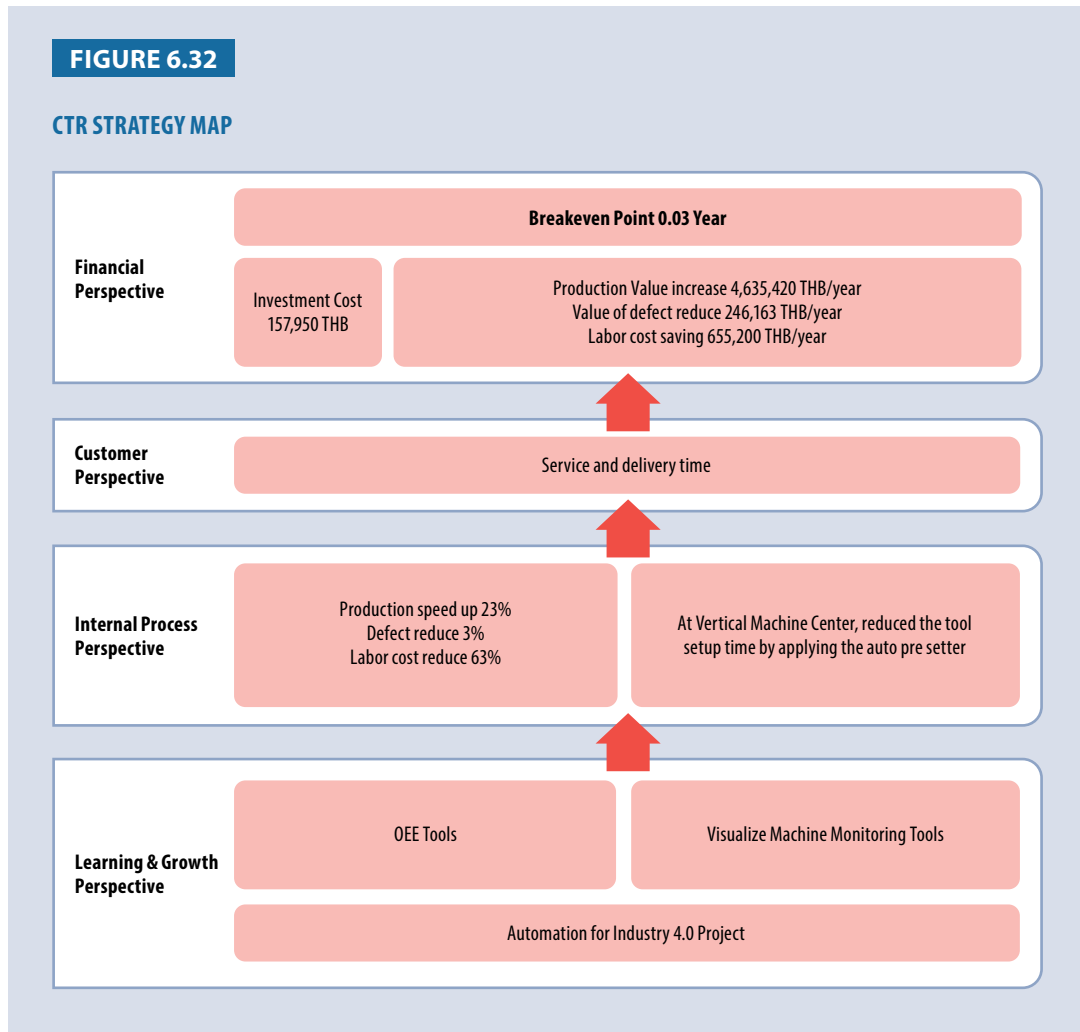 FIGURE 6.32
CTR STRATEGY MAP
Financial
Perspective
Breakeven Point 0.03 Year
Investment Cost
157,950 THB
Production Value increase 4,635,420 THB/year
Value of defect reduce 246,163 THB/year
Labor cost saving 655,200 THB/year
Customer
Perspective
Service and delivery time
Internal Process
Perspective
Production speed up 23%
Defect reduce 3%
Labor cost reduce 63%
At Vertical Machine Center, reduced the tool
setup time by applying the auto pre setter
Learning & Growth
Perspective
OEE Tools
Visualize Machine Monitoring Tools
Automation for Industry 4.0 Project